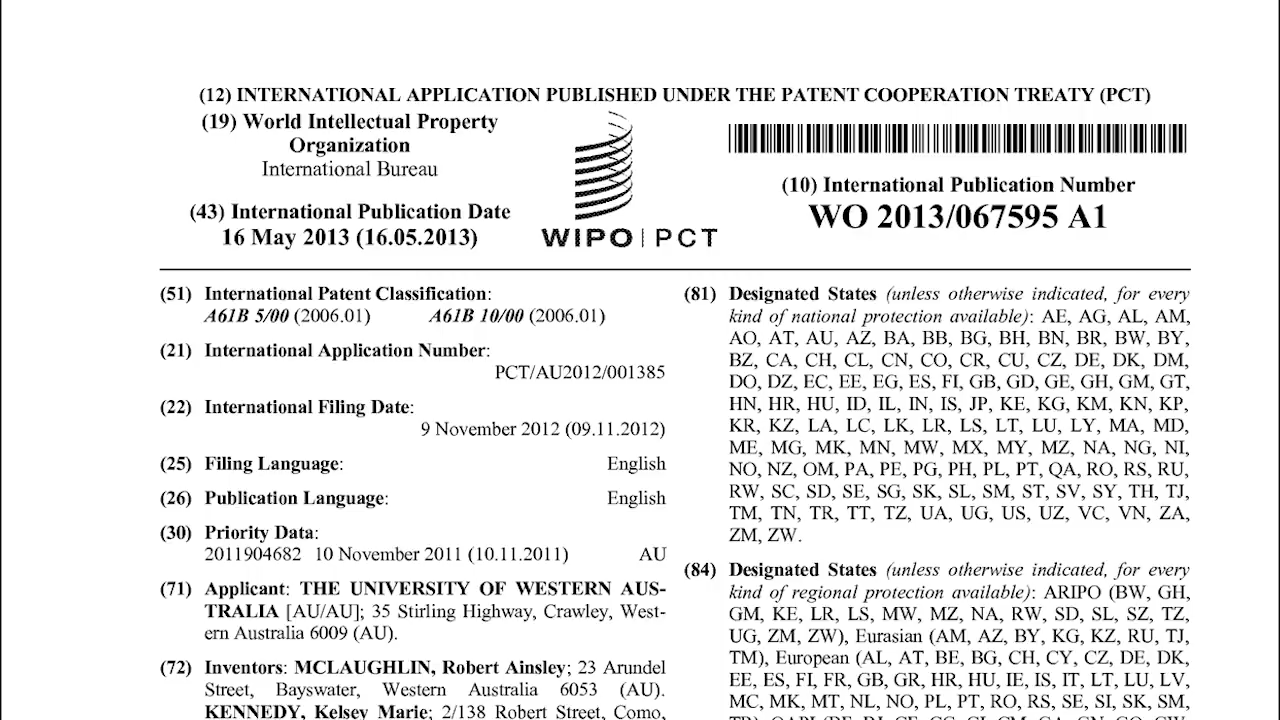 (12) INTERNATIONAL APPLICATION PUBLISHED UNDER THE PATENT COOPERATION TREATY (PCT)
(19) World Intellectual Property
Organization
International Bureau
(43) International Publication Date
16 May 2013 (16.05.2013)
WIPO | PCT
(10) International Publication Number
WO 2013/067595 A1
(51) International Patent Classification:
A61B 5/00 (2006.01) A61B 10/00 (2006.01)
(21) International Application Number:
PCT/AU2012/001385
(22) International Filing Date:
9 November 2012 (09.11.2012)
(25) Filing Language: English
(26) Publication Language: English
(30) Priority Data:
2011904682 10 November 2011 (10.11.2011) AU
(71) Applicant: THE UNIVERSITY OF WESTERN AUS-
TRALIA [AU/AU]; 35 Stirling Highway, Crawley, West-
ern Australia 6009 (AU).
(72) Inventors: MCLAUGHLIN, Robert Ainsley; 23 Arundel
Street, Bayswater, Western Australia 6053 (AU).
KENNEDY, Kelsey Marie; 2/138 Robert Street, Como,
(81) Designated States (unless otherwise indicated, for every
kind of national protection available): AE, AG, AL, AM,
AO, AT, AU, AZ, BA, BB, BG, BH, BN, BR, BW, BY,
BZ, CA, CH, CL, CN, CO, CR, CU, CZ, DE, DK, DM,
DO, DZ, EC, EE, EG, ES, FI, GB, GD, GE, GH, GM, GT,
HN, HR, HU, ID, IL, IN, IS, JP, KE, KG, KM, KN, KP,
KR, KZ, LA, LC, LK, LR, LS, LT, LU, LY, MA, MD,
ME, MG, MK, MN, MW, MX, MY, MZ, NA, NG, NI,
NO, NZ, OM, PA, PE, PG, PH, PL, PT, QA, RO, RS, RU,
RW, SC, SD, SE, SG, SK, SL, SM, ST, SV, SY, TH, TJ,
TM, TN, TR, TT, TZ, UA, UG, US, UZ, VC, VN, ZA,
ZM, ZW.
(84) Designated States (unless otherwise indicated, for every
kind of regional protection available): ARIPO (BW, GH,
GM, KE, LR, LS, MW, MZ, NA, RW, SD, SL, SZ, TZ,
UG, ZM, ZW), Eurasian (AM, AZ, BY, KG, KZ, RU, TJ,
TM), European (AL, AT, BE, BG, CH, CY, CZ, DE, DK,
EE, ES, FI, FR, GB, GR, HR, HU, IE, IS, IT, LT, LU, LV,
MC, MK, MT, NL, NO, PL, PT, RO, RS, SE, SI, SK, SM,